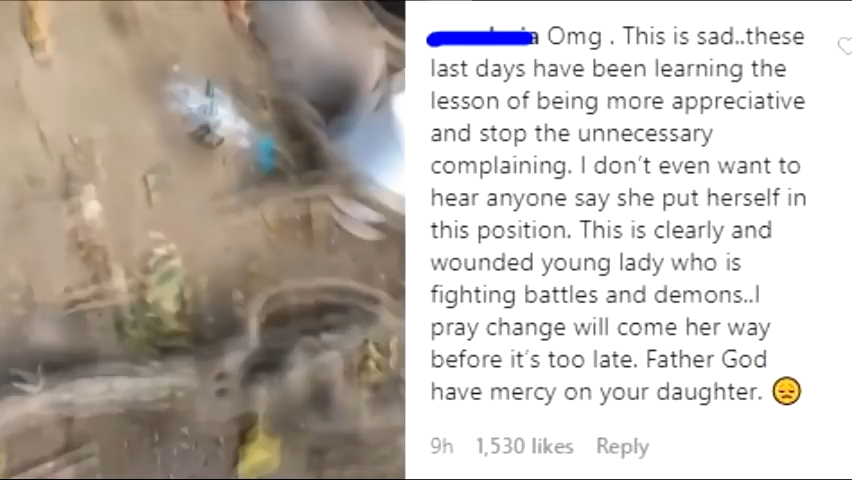 Omg . This is sad..these
last days have been learning the
lesson of being more appreciative
and stop the unnecessary
complaining. I don't even want to
hear anyone say she put herself in
this position. This is clearly and
wounded young lady who is
fighting battles and demons..I
pray change will come her way
before it's too late. Father God
have mercy on your daughter. 😞
9h 1,530 likes Reply